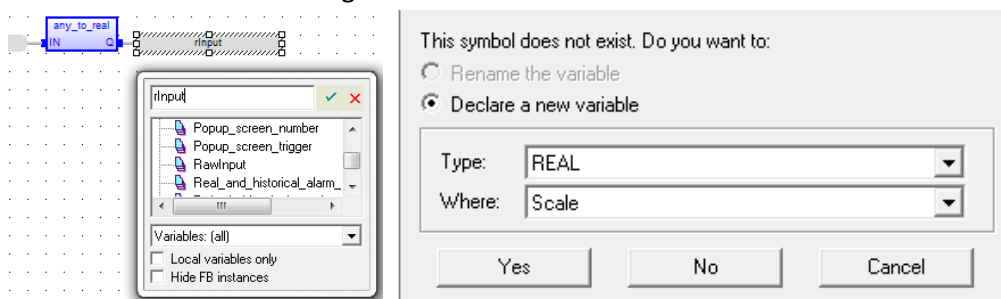 any_to_real
IN Q
rInput
rInput
Popup_screen_number
Popup_screen_trigger
RawInput
Real_and_historical_alarm_
Variables: (all)
Local variables only
Hide FB instances
This symbol does not exist. Do you want to:
Rename the variable
Declare a new variable
Type: REAL
Where: Scale
Yes No Cancel